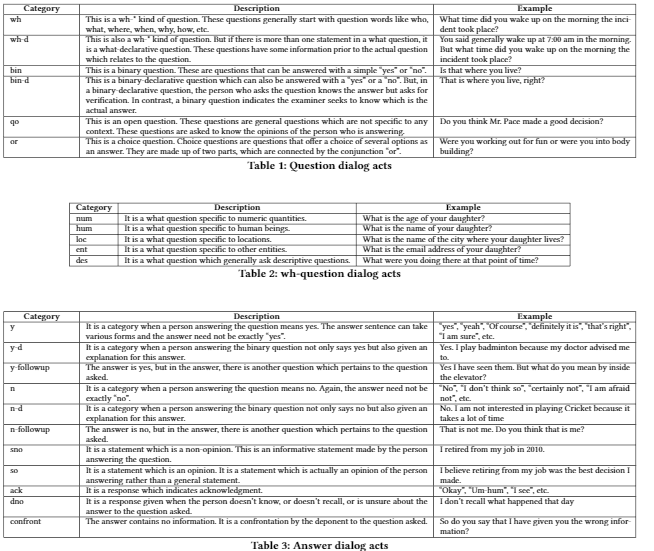 Category Description Example
wh This is a wh-* kind of question. These questions generally start with question words like who, What time did you wake up on the morning the inci-
what, where, when, why, how, etc. dent took place?
wh-d This is also a wh-* kind of question. But if there is more than one statement in a what question, it You said generally wake up at 7:00 am in the morning.
is a what-declarative question. These questions have some information prior to the actual question But what time did you wake up on the morning the
which relates to the question. incident took place?
bin This is a binary question. These are questions that can be answered with a simple "yes" or "no". Is that where you live?
bin-d This is a binary-declarative question which can also be answered with a "yes" or a "no". But, in That is where you live, right?
a binary-declarative question, the person who asks the question knows the answer but asks for
verification. In contrast, a binary question indicates the examiner seeks to know which is the
actual answer.
qo This is an open question. These questions are general questions which are not specific to any Do you think Mr. Pace made a good decision?
context. These questions are asked to know the opinions of the person who is answering.
or This is a choice question. Choice questions are questions that offer a choice of several options as Were you working out for fun or were you into body
an answer. They are made up of two parts, which are connected by the conjunction "or". building?
Table 1: Question dialog acts
Category Description Example
num It is a what question specific to numeric quantities. What is the age of your daughter?
hum It is a what question specific to human beings. What is the name of your daughter?
loc It is a what question specific to locations. What is the name of the city where your daughter lives?
ent It is a what question specific to other entities. What is the email address of your daughter?
des It is a what question which generally ask descriptive questions. What were you doing there at that point of time?
Table 2: wh-question dialog acts
Category Description Example
y It is a category when a person answering the question means yes. The answer sentence can take "yes", "yeah", "Of course", "definitely it is", "that's right",
various forms and the answer need not be exactly "yes". "I am sure", etc.
y-d It is a category when a person answering the binary question not only says yes but also given an Yes. I play badminton because my doctor advised me
explanation for this answer. to.
y-followup The answer is yes, but in the answer, there is another question which pertains to the question Yes I have seen them. But what do you mean by inside
asked. the elevator?
n It is a category when a person answering the question means no. Again, the answer need not be "No", "I don't think so", "certainly not", "I am afraid
exactly "no". not", etc.
n-d It is a category when a person answering the binary question not only says no but also given an No. I am not interested in playing Cricket because it
explanation for this answer. takes a lot of time
n-followup The answer is no, but in the answer, there is another question which pertains to the question That is not me. Do you think that is me?
asked.
sno It is a statement which is a non-opinion. This is an informative statement made by the person I retired from my job in 2010.
answering the question.
so It is a statement which is an opinion. It is a statement which is actually an opinion of the person I believe retiring from my job was the best decision I
answering rather than a general statement. made.
ack It is a response which indicates acknowledgment. "Okay", "Um-hum", "I see", etc.
dno It is a response given when the person doesn't know, or doesn't recall, or is unsure about the I don't recall what happened that day
answer to the question asked.
confront The answer contains no information. It is a confrontation by the deponent to the question asked. So do you say that I have given you the wrong infor-
mation?
Table 3: Answer dialog acts